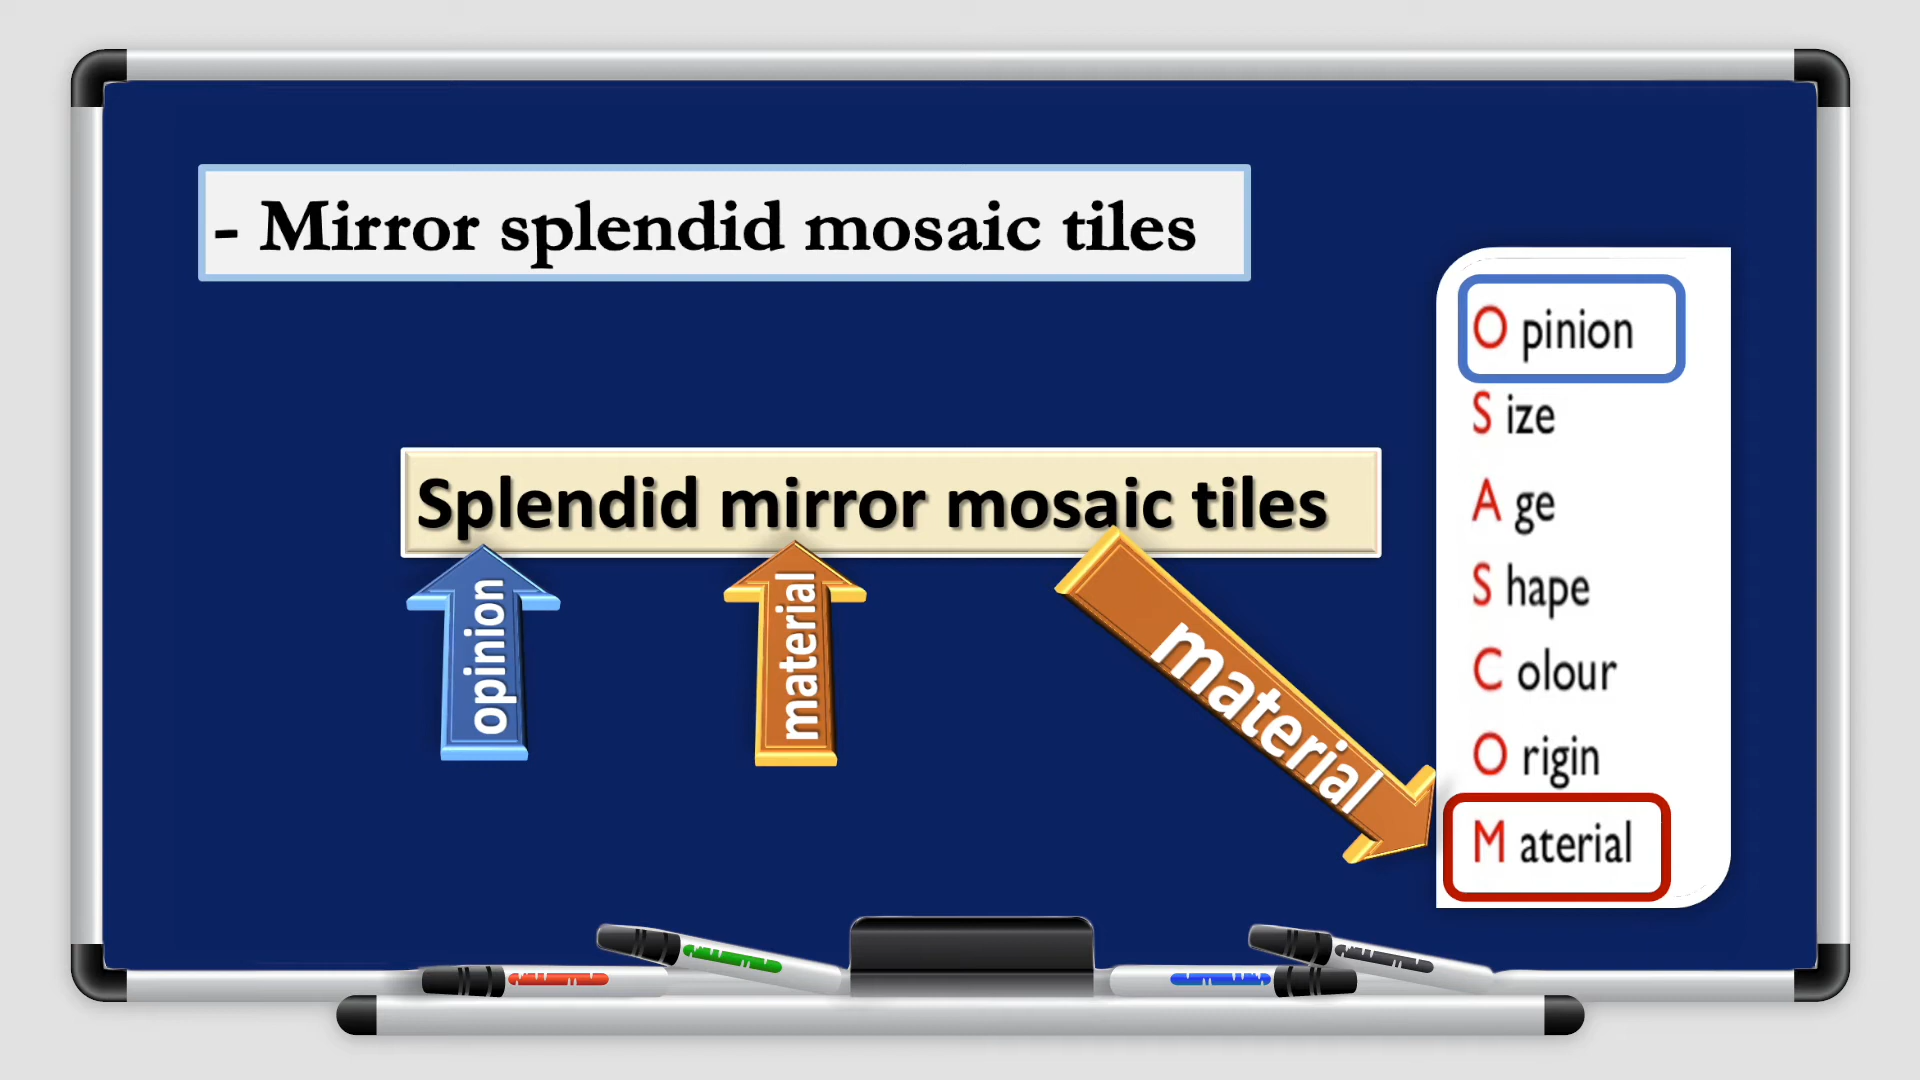 - Mirror splendid mosaic tiles
Splendid mirror mosaic tiles
opinion
material
material
O pinion
S ize
A ge
S hape
C olour
O rigin
M aterial